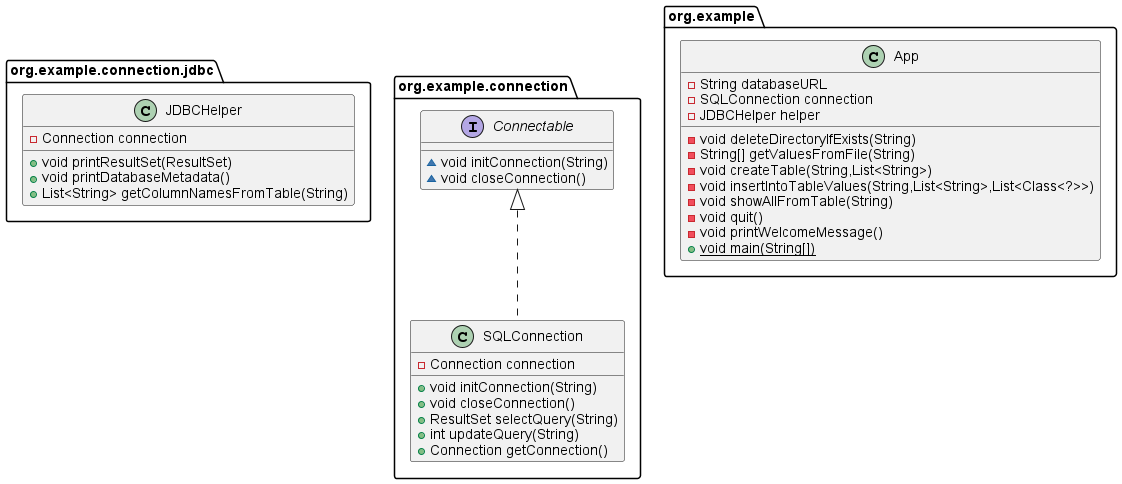 org.example.connection.jdbc
C JDBCHelper
Connection connection
void printResultSet(ResultSet)
void printDatabaseMetadata()
List<String> getColumnNamesFromTable(String)
org.example.connection
I Connectable
void initConnection(String)
void closeConnection()
C SQLConnection
Connection connection
void initConnection(String)
void closeConnection()
ResultSet selectQuery(String)
int updateQuery(String)
Connection getConnection()
org.example
C App
String databaseURL
SQLConnection connection
JDBCHelper helper
void deleteDirectoryIfExists(String)
String[] getValuesFromFile(String)
void createTable(String,List<String>)
void insertIntoTableValues(String,List<String>,List<Class<?>>)
void showAllFromTable(String)
void quit()
void printWelcomeMessage()
void main(String[])